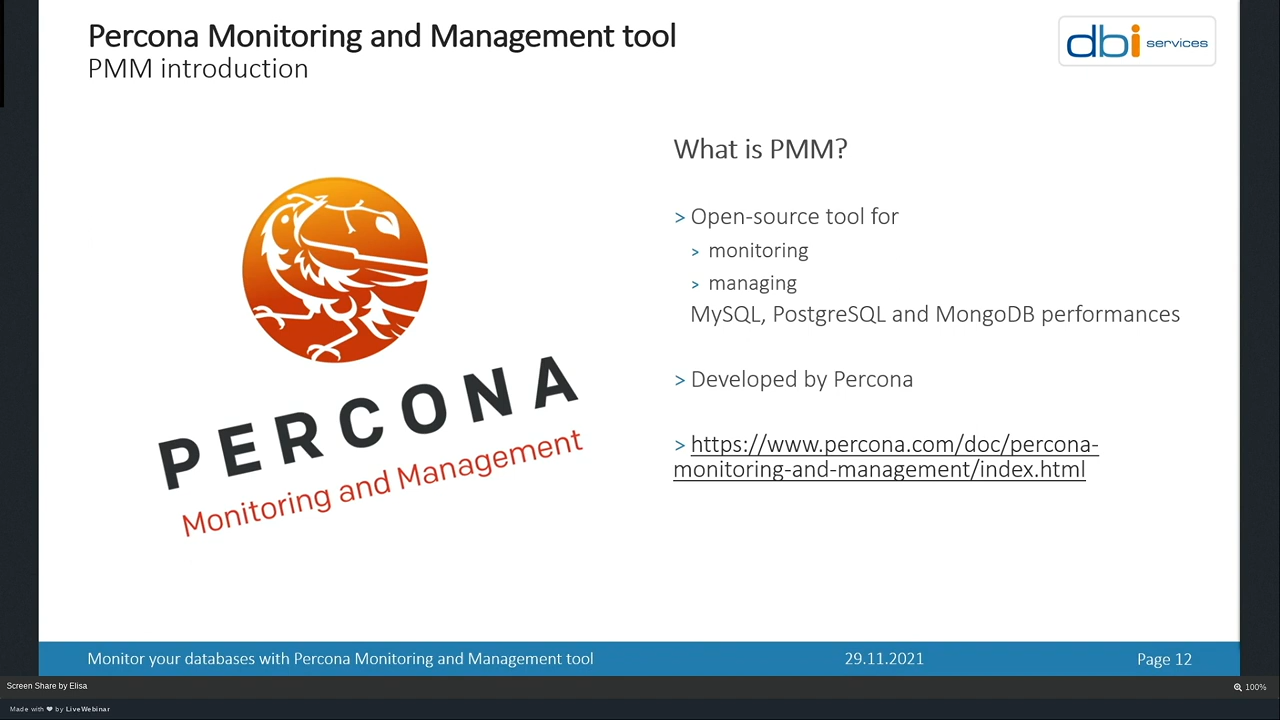 Percona Monitoring and Management tool
PMM introduction
dbi services
What is PMM?
> Open-source tool for
> monitoring
> managing
MySQL, PostgreSQL and MongoDB performances
> Developed by Percona
> https://www.percona.com/doc/percona-
monitoring-and-management/index.html
PERCONA
Monitoring and Management
Monitor your databases with Percona Monitoring and Management tool
29.11.2021
Page 12
Screen Share by Elisa
100%
Made with ❤ by LiveWebinar